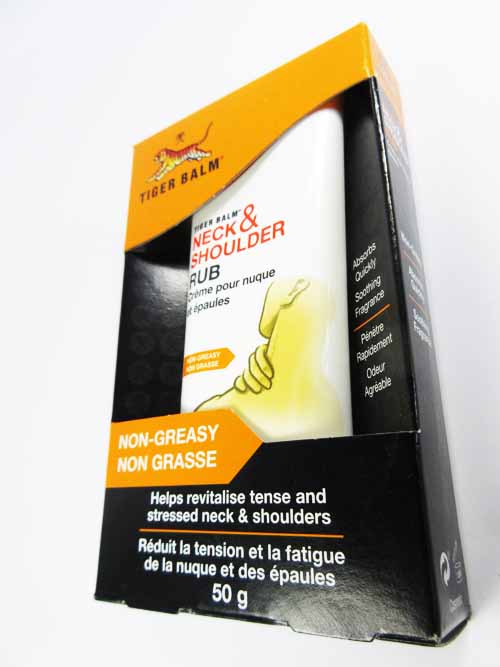 TIGER BALM
TIGER BALM
NECK &
SHOULDER
RUB
Crème pour nuque
et épaules
NON-GREASY
NON GRASSE
NON-GREASY
NON GRASSE
Helps revitalise tense and
stressed neck & shoulders
Réduit la tension et la fatigue
de la nuque et des épaules
50 g
Absorbs
Quickly
Soothing
Fragrance
Pénètre
Rapidement
Odeur
Agréable